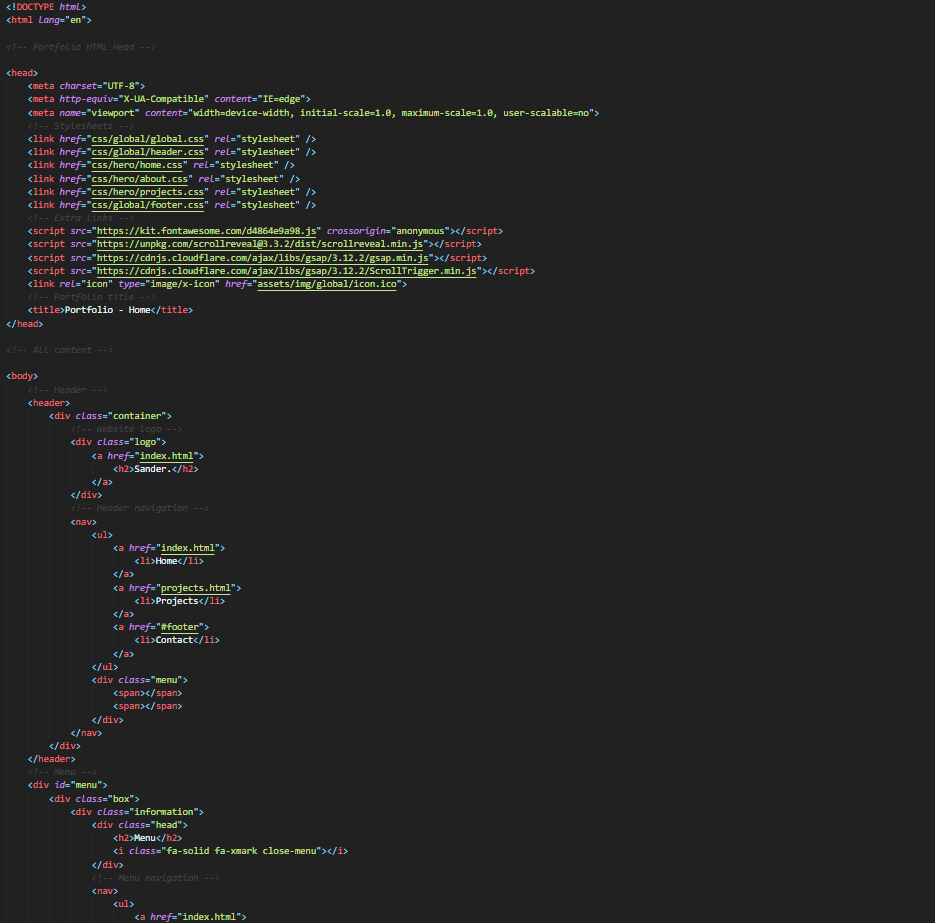 <!DOCTYPE html>
<html lang="en">
<!-- Portfolio HTML Head -->
<head>
<meta charset="UTF-8">
<meta http-equiv="X-UA-Compatible" content="IE=edge">
<meta name="viewport" content="width=device-width, initial-scale=1.0, maximum-scale=1.0, user-scalable=no">
<!-- Stylesheets -->
<link href="css/global/global.css" rel="stylesheet" />
<link href="css/global/header.css" rel="stylesheet" />
<link href="css/hero/home.css" rel="stylesheet" />
<link href="css/hero/about.css" rel="stylesheet" />
<link href="css/hero/projects.css" rel="stylesheet" />
<link href="css/global/footer.css" rel="stylesheet" />
<!-- Extra links -->
<script src="https://kit.fontawesome.com/d4864e9a98.js" crossorigin="anonymous"></script>
<script src="https://unpkg.com/scrollreveal@3.3.2/dist/scrollreveal.min.js"></script>
<script src="https://cdnjs.cloudflare.com/ajax/libs/gsap/3.12.2/gsap.min.js"></script>
<script src="https://cdnjs.cloudflare.com/ajax/libs/gsap/3.12.2/ScrollTrigger.min.js"></script>
<link rel="icon" type="image/x-icon" href="assets/img/global/icon.ico">
<!-- Portfolio title -->
<title>Portfolio - Home</title>
</head>
<!-- All content -->
<body>
<!-- Header -->
<header>
<div class="container">
<!-- Website logo -->
<div class="logo">
<a href="index.html">
<h2>Sander.</h2>
</a>
</div>
<!-- Header navigation -->
<nav>
<ul>
<a href="index.html">
<li>Home</li>
</a>
<a href="projects.html">
<li>Projects</li>
</a>
<a href="#footer">
<li>Contact</li>
</a>
</ul>
<div class="menu">
<span></span>
<span></span>
</div>
</nav>
</div>
</header>
<!-- Menu -->
<div id="menu">
<div class="box">
<div class="information">
<div class="head">
<h2>Menu</h2>
<i class="fa-solid fa-xmark close-menu"></i>
</div>
<!-- Menu navigation -->
<nav>
<ul>
<a href="index.html">